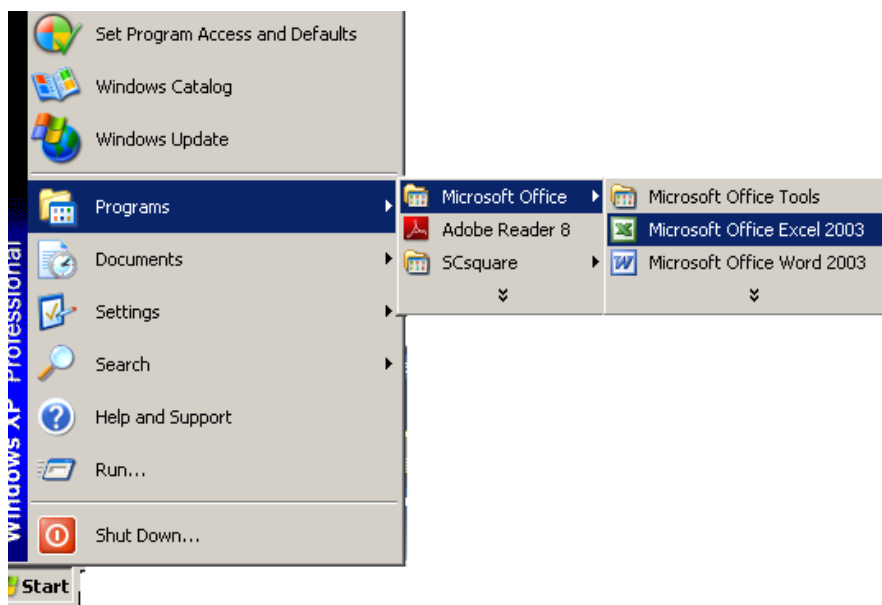 Set Program Access and Defaults
Windows Catalog
Windows Update
Programs
Documents
Settings
Search
Help and Support
Run...
Shut Down...
Microsoft Office
Adobe Reader 8
SCsquare
Microsoft Office Tools
Microsoft Office Excel 2003
Microsoft Office Word 2003
Windows XP Professional
Start